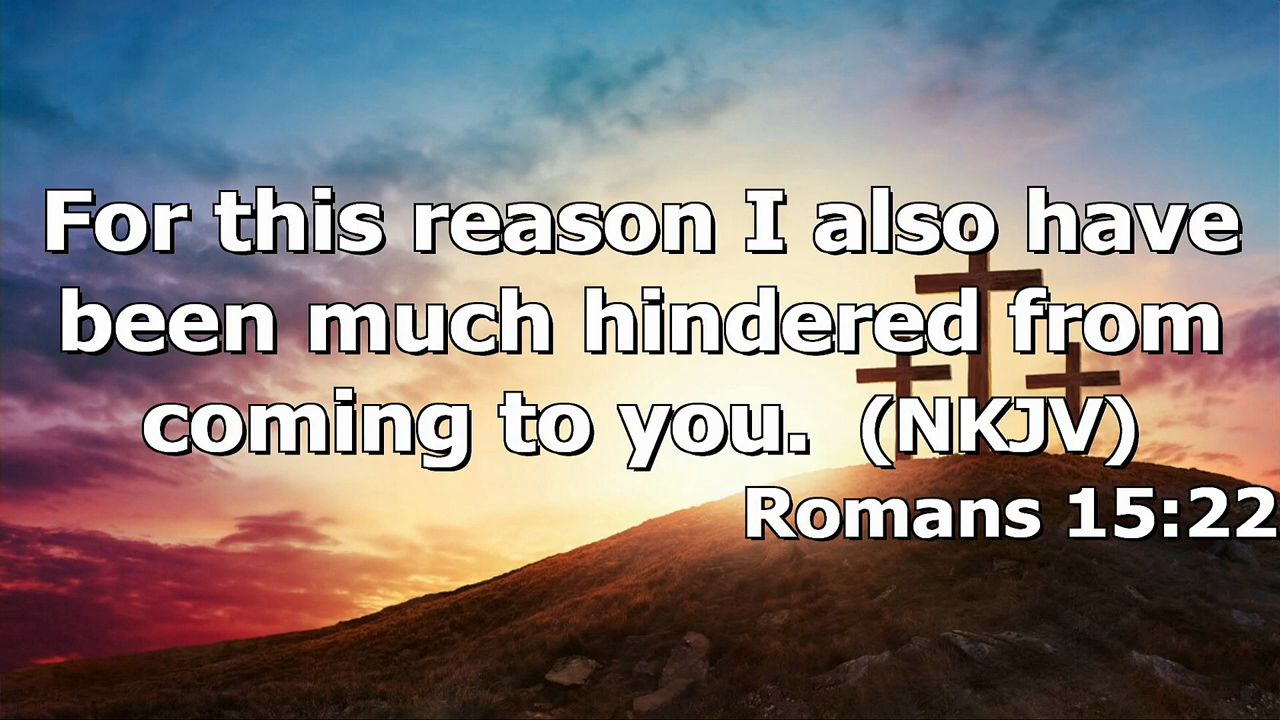 For this reason I also have
been much hindered from
coming to you.  (NKJV)
Romans 15:22